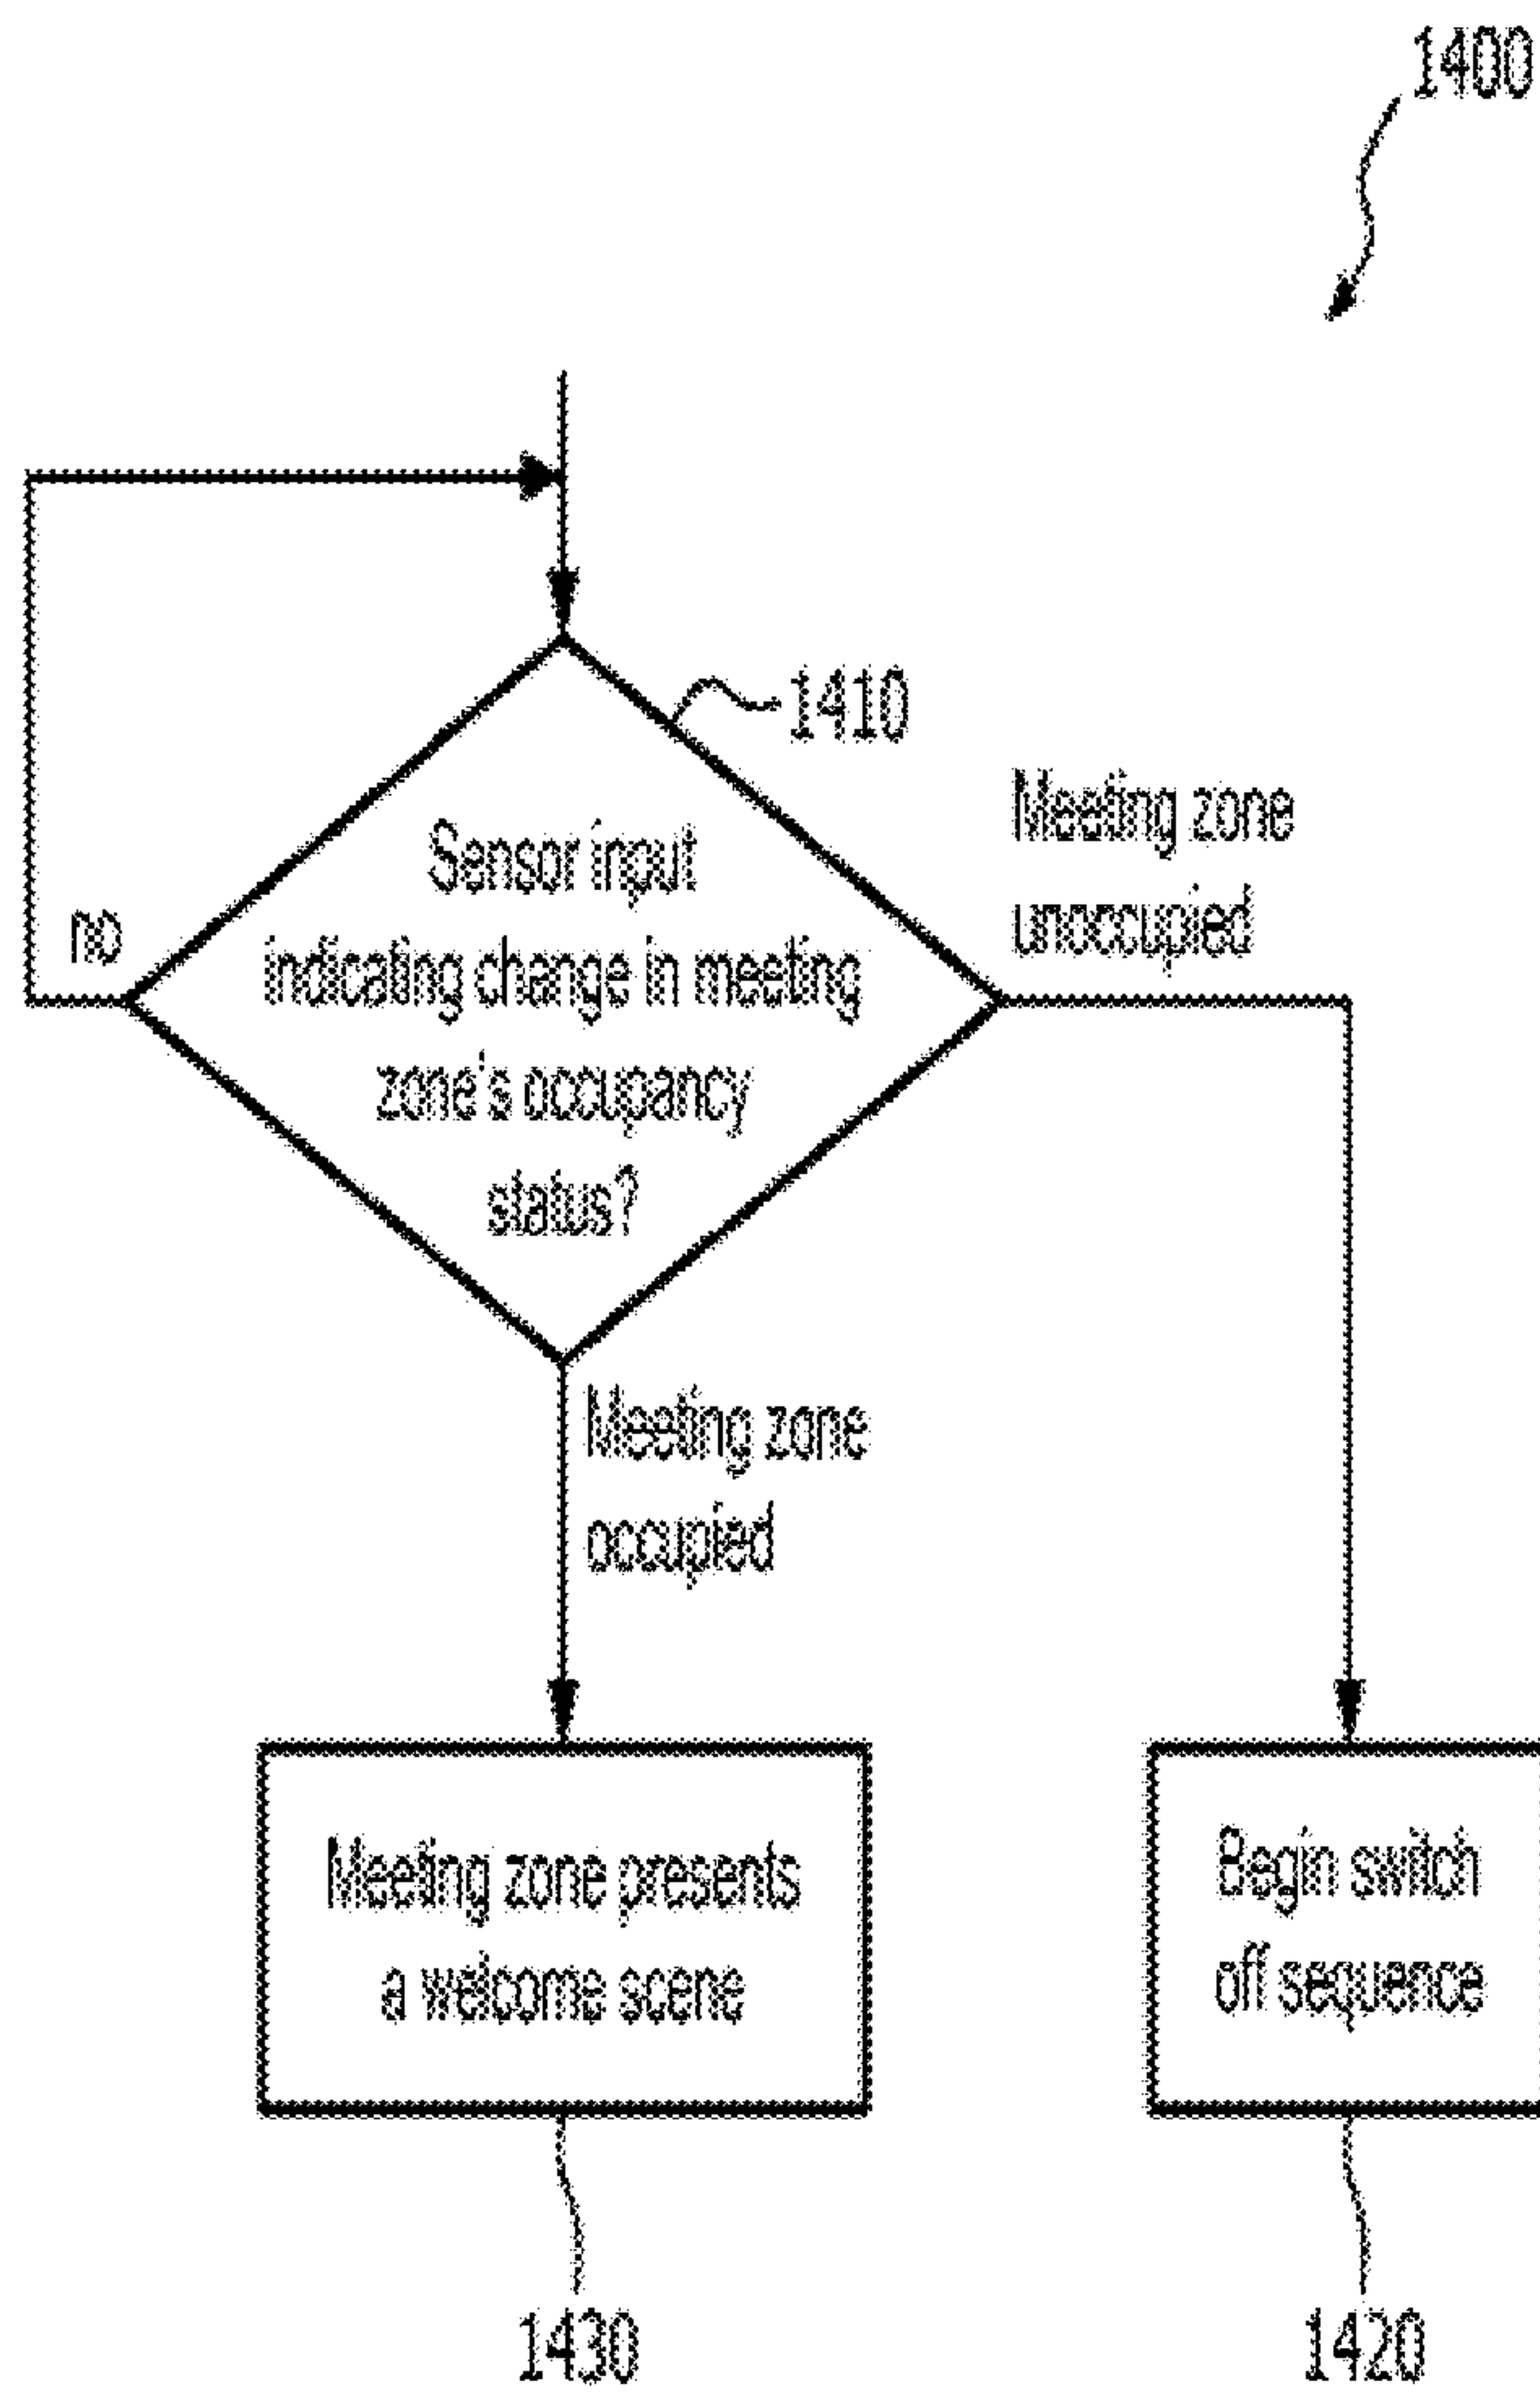 1400
1410
Sensor input
indicating change in meeting
zone's occupancy
status?
no
Meeting zone
unoccupied
Meeting zone
occupied
Meeting zone presents
a welcome scene
Begin switch
off sequence
1430
1420